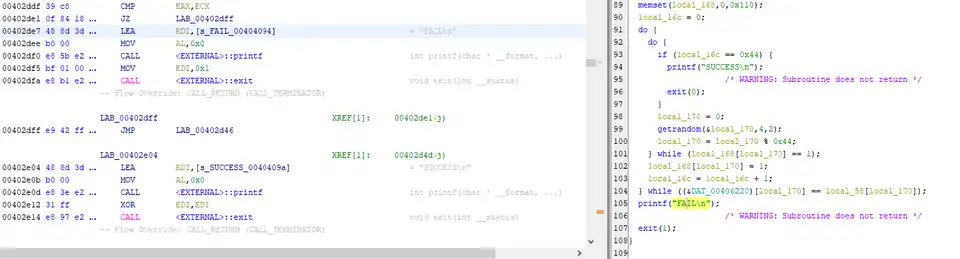 00402ddf 39 c8 CMP EAX,ECX
00402de1 0f 84 18 ... JZ LAB_00402dff
00402de7 48 8d 3d ... LEA RDI,[s_FAIL_00404094] = "FAIL\n"
00402dee b0 00 MOV AL,0x0
00402df0 e8 5b e2 ... CALL <EXTERNAL>::printf int printf(char * __format, ...)
00402df5 bf 01 00 ... MOV EDI,0x1
00402dfa e8 b1 e2 ... CALL <EXTERNAL>::exit void exit(int __status)
-- Flow Override: CALL_RETURN (CALL_TERMINATOR)
LAB_00402dff XREF[1]: 00402de1(j)
00402dff e9 42 ff ... JMP LAB_00402d46
LAB_00402e04 XREF[1]: 00402d4d(j)
00402e04 48 8d 3d ... LEA RDI,[s_SUCCESS_0040409a] = "SUCCESS\n"
00402e0b b0 00 MOV AL,0x0
00402e0d e8 3e e2 ... CALL <EXTERNAL>::printf int printf(char * __format, ...)
00402e12 31 ff XOR EDI,EDI
00402e14 e8 97 e2 ... CALL <EXTERNAL>::exit void exit(int __status)
-- Flow Override: CALL_RETURN (CALL_TERMINATOR)
89 memset(local_168,0,0x110);
90 local_16c = 0;
91 do {
92 do {
93 if (local_16c == 0x44) {
94 printf("SUCCESS\n");
95 /* WARNING: Subroutine does not return */
96 exit(0);
97 }
98 local_170 = 0;
99 getrandom(&local_170,4,2);
100 local_170 = local_170 % 0x44;
101 } while (local_168[local_170] == 1);
102 local_168[local_170] = 1;
103 local_16c = local_16c + 1;
104 } while ((&DAT_00406220)[local_170] == local_58[local_170]);
105 printf("FAIL\n");
106 /* WARNING: Subroutine does not return */
107 exit(1);
108 }
109